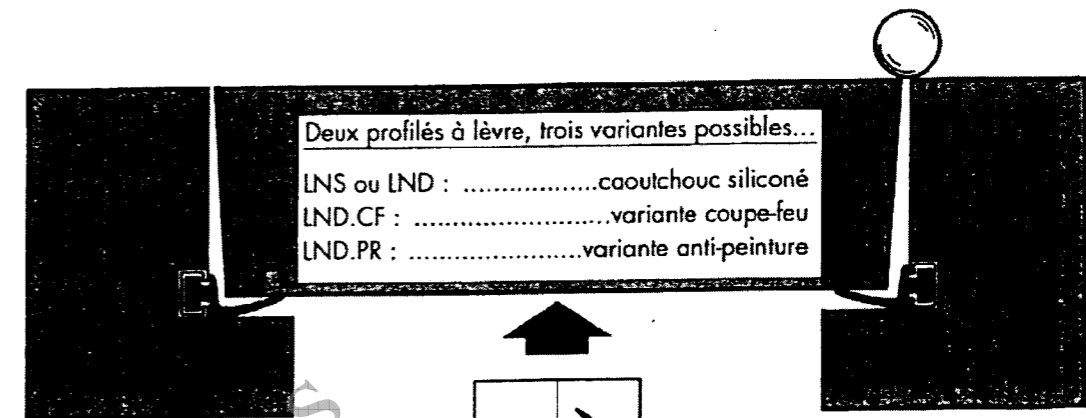 Deux profilés à lèvre, trois variantes possibles...
LNS ou LND : ..................caoutchouc siliconé
LND.CF : ..........................variante coupe-feu
LND.PR : .......................variante anti-peinture